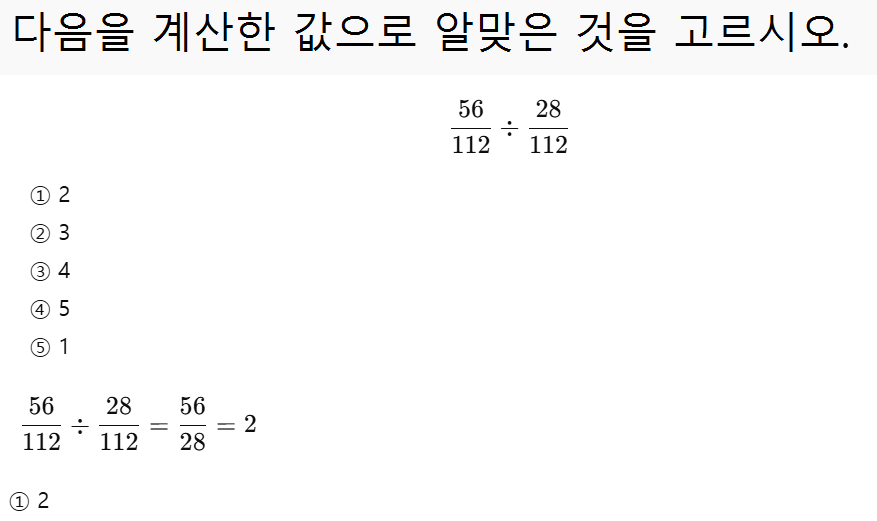 다음을 계산한 값으로 알맞은 것을 고르시오.
56/112 ÷ 28/112
① 2
② 3
③ 4
④ 5
⑤ 1
56/112 ÷ 28/112 = 56/28 = 2
① 2